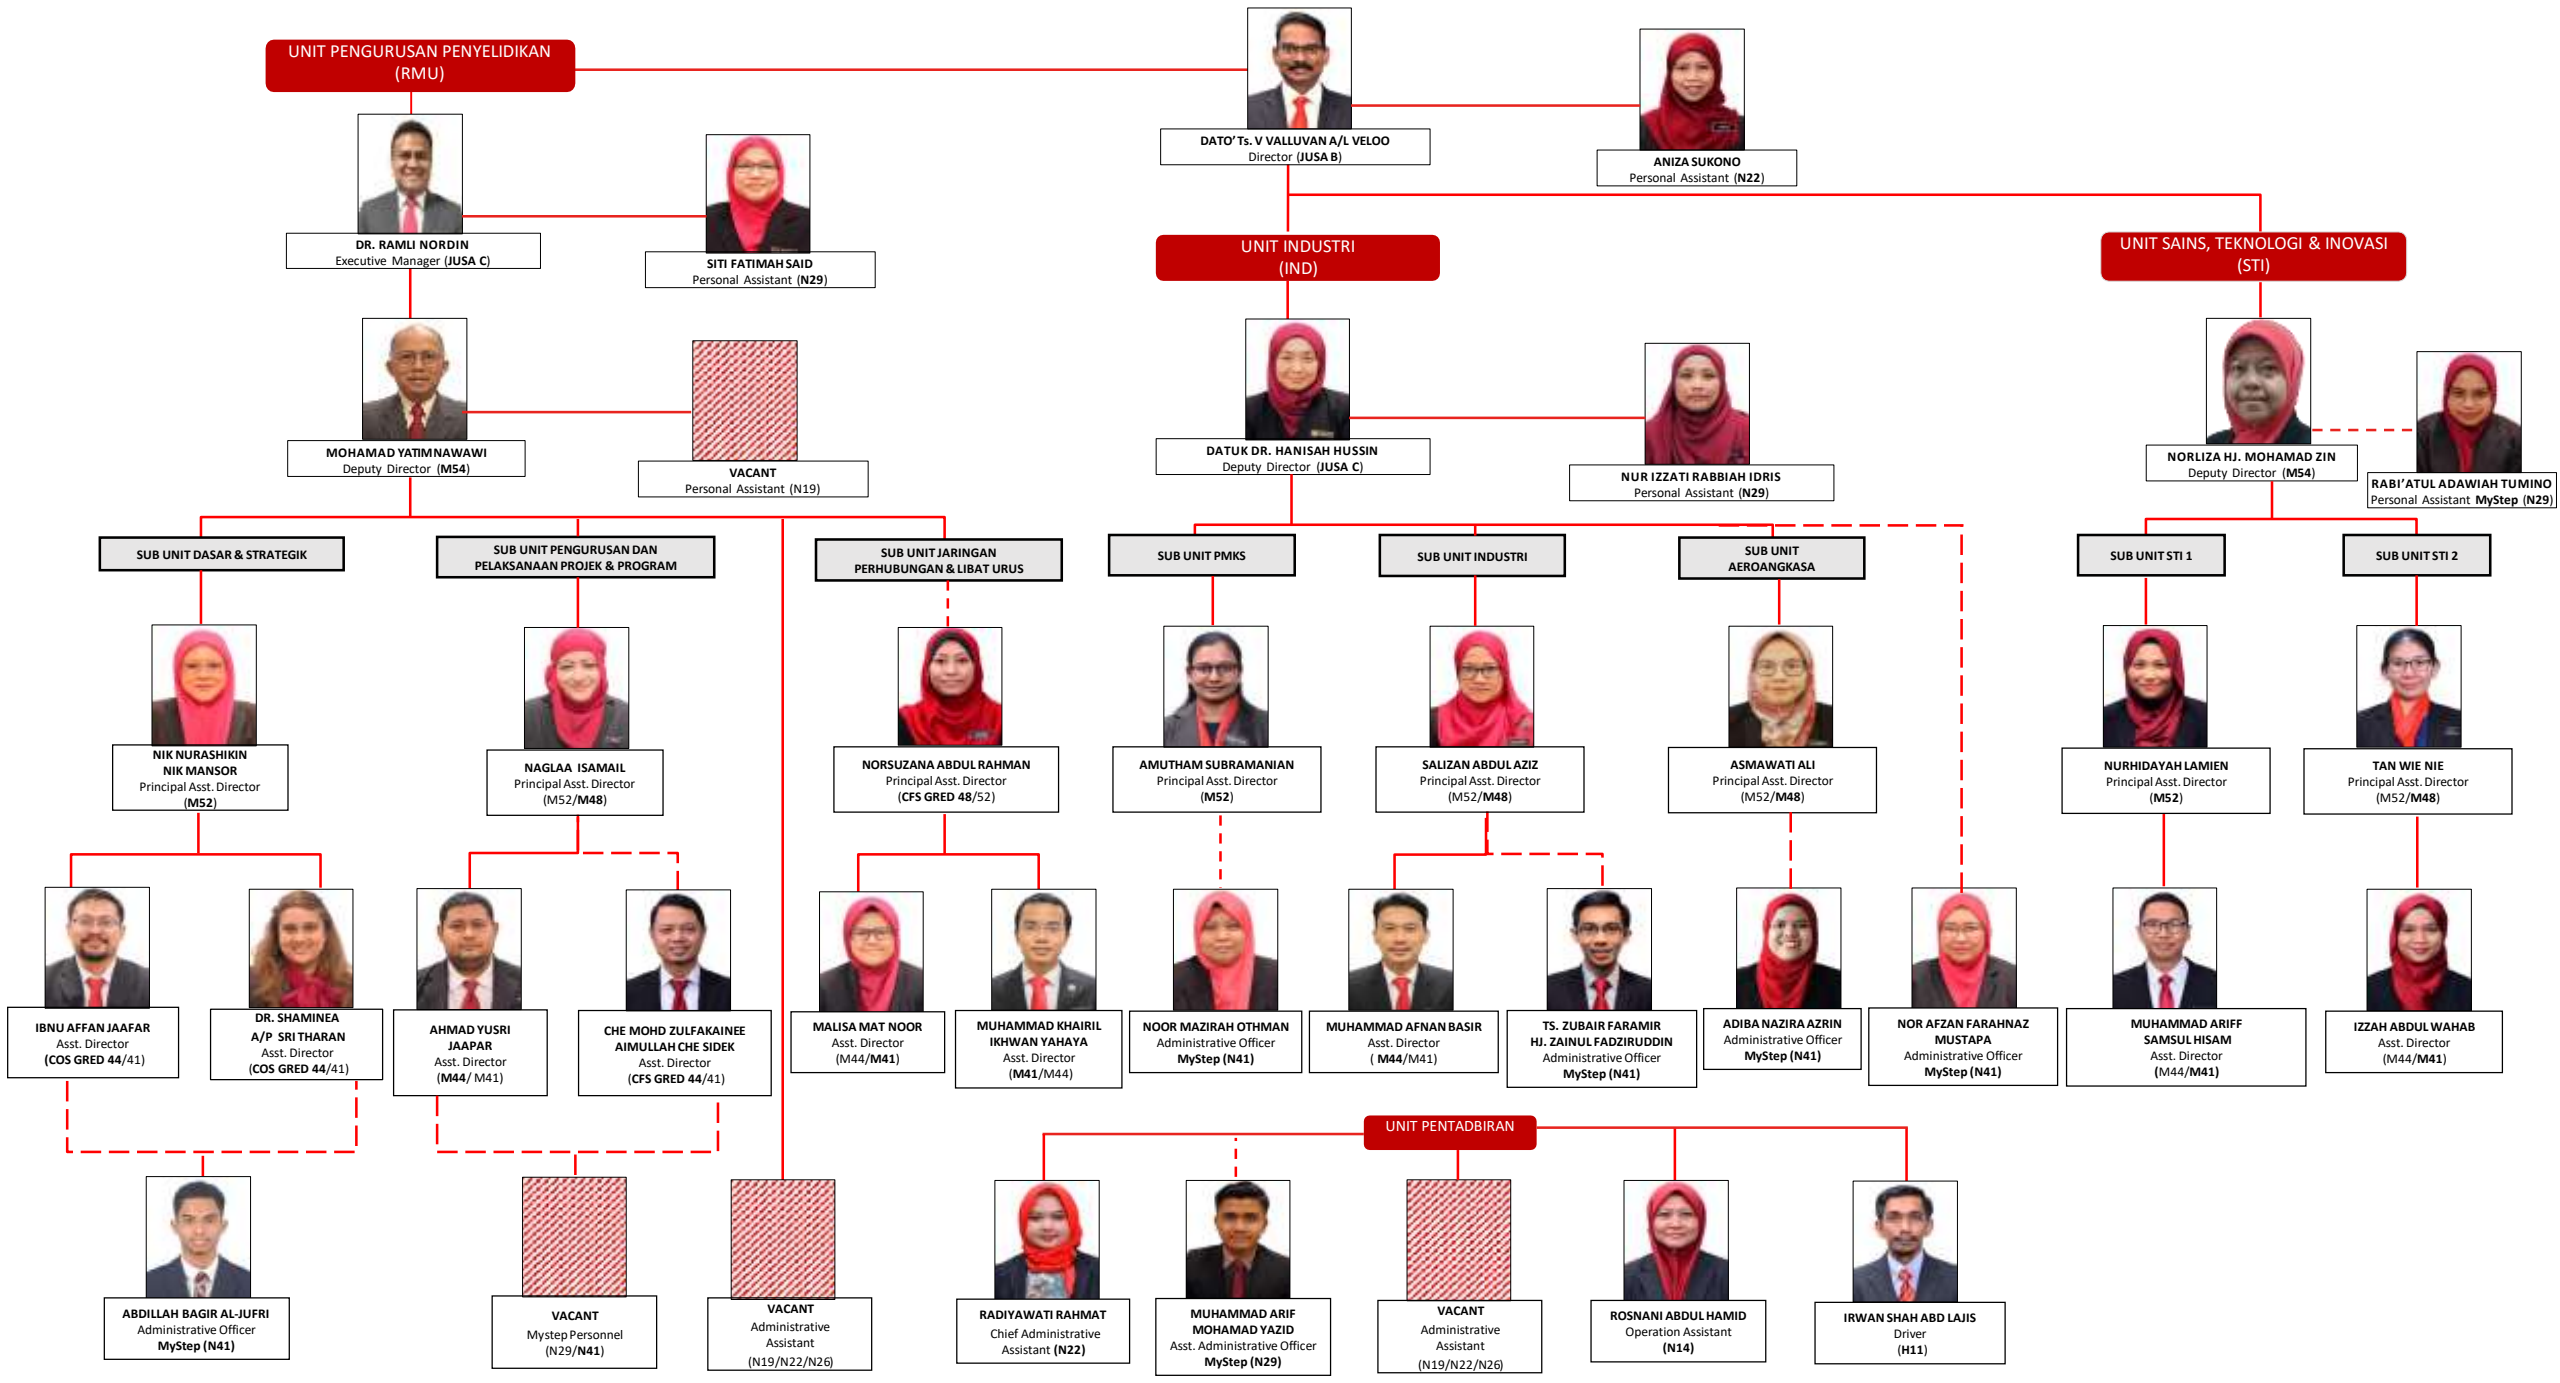 UNIT PENGURUSAN PENYELIDIKAN
(RMU)
DATO' Ts. V VALLUVAN A/L VELOO
Director (JUSA B)
ANIZA SUKONO
Personal Assistant (N22)
DR. RAMLI NORDIN
Executive Manager (JUSA C)
SITI FATIMAH SAID
Personal Assistant (N29)
UNIT INDUSTRI
(IND)
UNIT SAINS, TEKNOLOGI & INOVASI
(STI)
MOHAMAD YATIM NAWAWI
Deputy Director (M54)
VACANT
Personal Assistant (N19)
DATUK DR. HANISAH HUSSIN
Deputy Director (JUSA C)
NUR IZZATI RABBIAH IDRIS
Personal Assistant (N29)
NORLIZA HJ. MOHAMAD ZIN
Deputy Director (M54)
RABI'ATUL ADAWIAH TUMINO
Personal Assistant MyStep (N29)
SUB UNIT DASAR & STRATEGIK
SUB UNIT PENGURUSAN DAN
PELAKSANAAN PROJEK & PROGRAM
SUB UNIT JARINGAN
PERHUBUNGAN & LIBAT URUS
SUB UNIT PMKS
SUB UNIT INDUSTRI
SUB UNIT
AEROANGKASA
SUB UNIT STI 1
SUB UNIT STI 2
NIK NURASHIKIN
NIK MANSOR
Principal Asst. Director
(M52)
NAGLAA ISAMAIL
Principal Asst. Director
(M52/M48)
NORSUZANA ABDUL RAHMAN
Principal Asst. Director
(CFS GRED 48/52)
AMUTHAM SUBRAMANIAN
Principal Asst. Director
(M52)
SALIZAN ABDUL AZIZ
Principal Asst. Director
(M52/M48)
ASMAWATI ALI
Principal Asst. Director
(M52/M48)
NURHIDAYAH LAMIEN
Principal Asst. Director
(M52)
TAN WIE NIE
Principal Asst. Director
(M52/M48)
IBNU AFFAN JAAFAR
Asst. Director
(COS GRED 44/41)
DR. SHAMINEA
A/P SRI THARAN
Asst. Director
(COS GRED 44/41)
AHMAD YUSRI
JAAPAR
Asst. Director
(M44/ M41)
CHE MOHD ZULFAKAINEE
AIMULLAH CHE SIDEK
Asst. Director
(CFS GRED 44/41)
MALISA MAT NOOR
Asst. Director
(M44/M41)
MUHAMMAD KHAIRIL
IKHWAN YAHAYA
Asst. Director
(M41/M44)
NOOR MAZIRAH OTHMAN
Administrative Officer
MyStep (N41)
MUHAMMAD AFNAN BASIR
Asst. Director
( M44/M41)
TS. ZUBAIR FARAMIR
HJ. ZAINUL FADZIRUDDIN
Administrative Officer
MyStep (N41)
ADIBA NAZIRA AZRIN
Administrative Officer
MyStep (N41)
NOR AFZAN FARAHNAZ
MUSTAPA
Administrative Officer
MyStep (N41)
MUHAMMAD ARIFF
SAMSUL HISAM
Asst. Director
(M44/M41)
IZZAH ABDUL WAHAB
Asst. Director
(M44/M41)
UNIT PENTADBIRAN
ABDILLAH BAGIR AL-JUFRI
Administrative Officer
MyStep (N41)
VACANT
Mystep Personnel
(N29/N41)
VACANT
Administrative
Assistant
(N19/N22/N26)
RADIYAWATI RAHMAT
Chief Administrative
Assistant (N22)
MUHAMMAD ARIF
MOHAMAD YAZID
Asst. Administrative Officer
MyStep (N29)
VACANT
Administrative
Assistant
(N19/N22/N26)
ROSNANI ABDUL HAMID
Operation Assistant
(N14)
IRWAN SHAH ABD LAJIS
Driver
(H11)